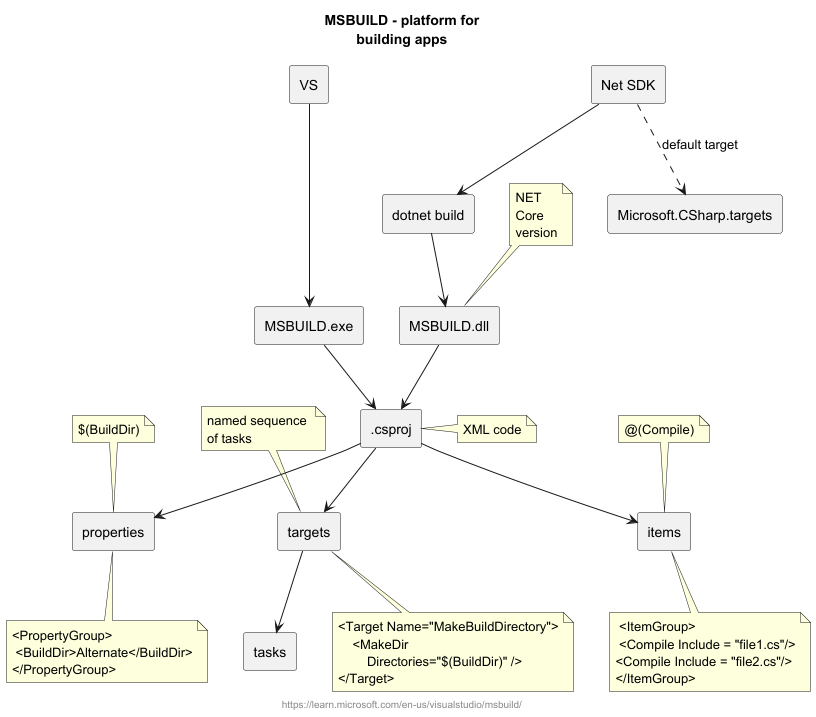 MSBUILD - platform for
building apps
VS
Net SDK
default target
dotnet build
NET
Core
version
Microsoft.CSharp.targets
MSBUILD.exe
MSBUILD.dll
$(BuildDir)
named sequence
of tasks
.csproj
XML code
@(Compile)
properties
targets
items
<PropertyGroup>
<BuildDir>Alternate</BuildDir>
</PropertyGroup>
tasks
<Target Name="MakeBuildDirectory">
<MakeDir
Directories="$(BuildDir)" />
</Target>
<ItemGroup>
<Compile Include = "file1.cs"/>
<Compile Include = "file2.cs"/>
</ItemGroup>
https://learn.microsoft.com/en-us/visualstudio/msbuild/